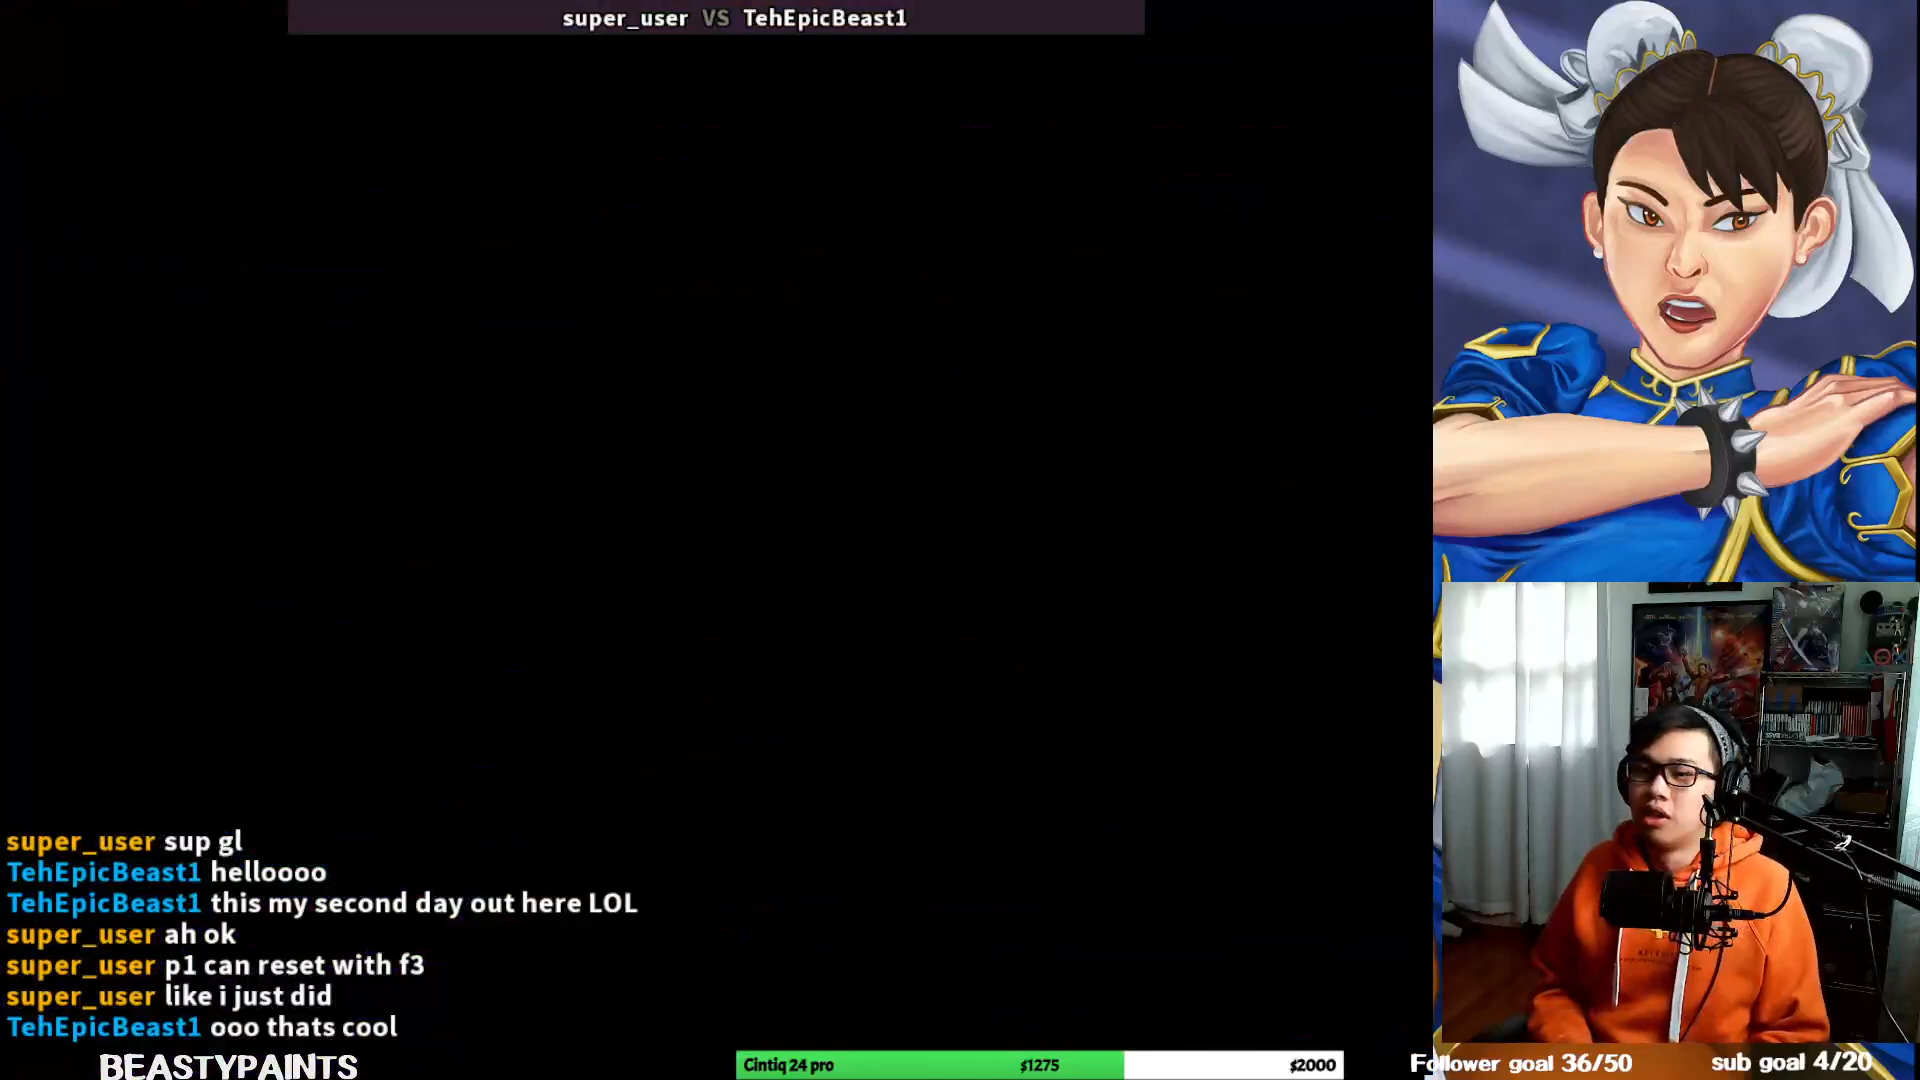 super_user VS TehEpicBeast1
super_user sup gl
TehEpicBeast1 helloooo
TehEpicBeast1 this my second day out here LOL
super_user ah ok
super_user p1 can reset with f3
super_user like i just did
TehEpicBeast1 ooo thats cool
BEASTYPAINTS
Cintiq 24 pro $1275 $2000
Follower goal 36/50
sub goal 4/20